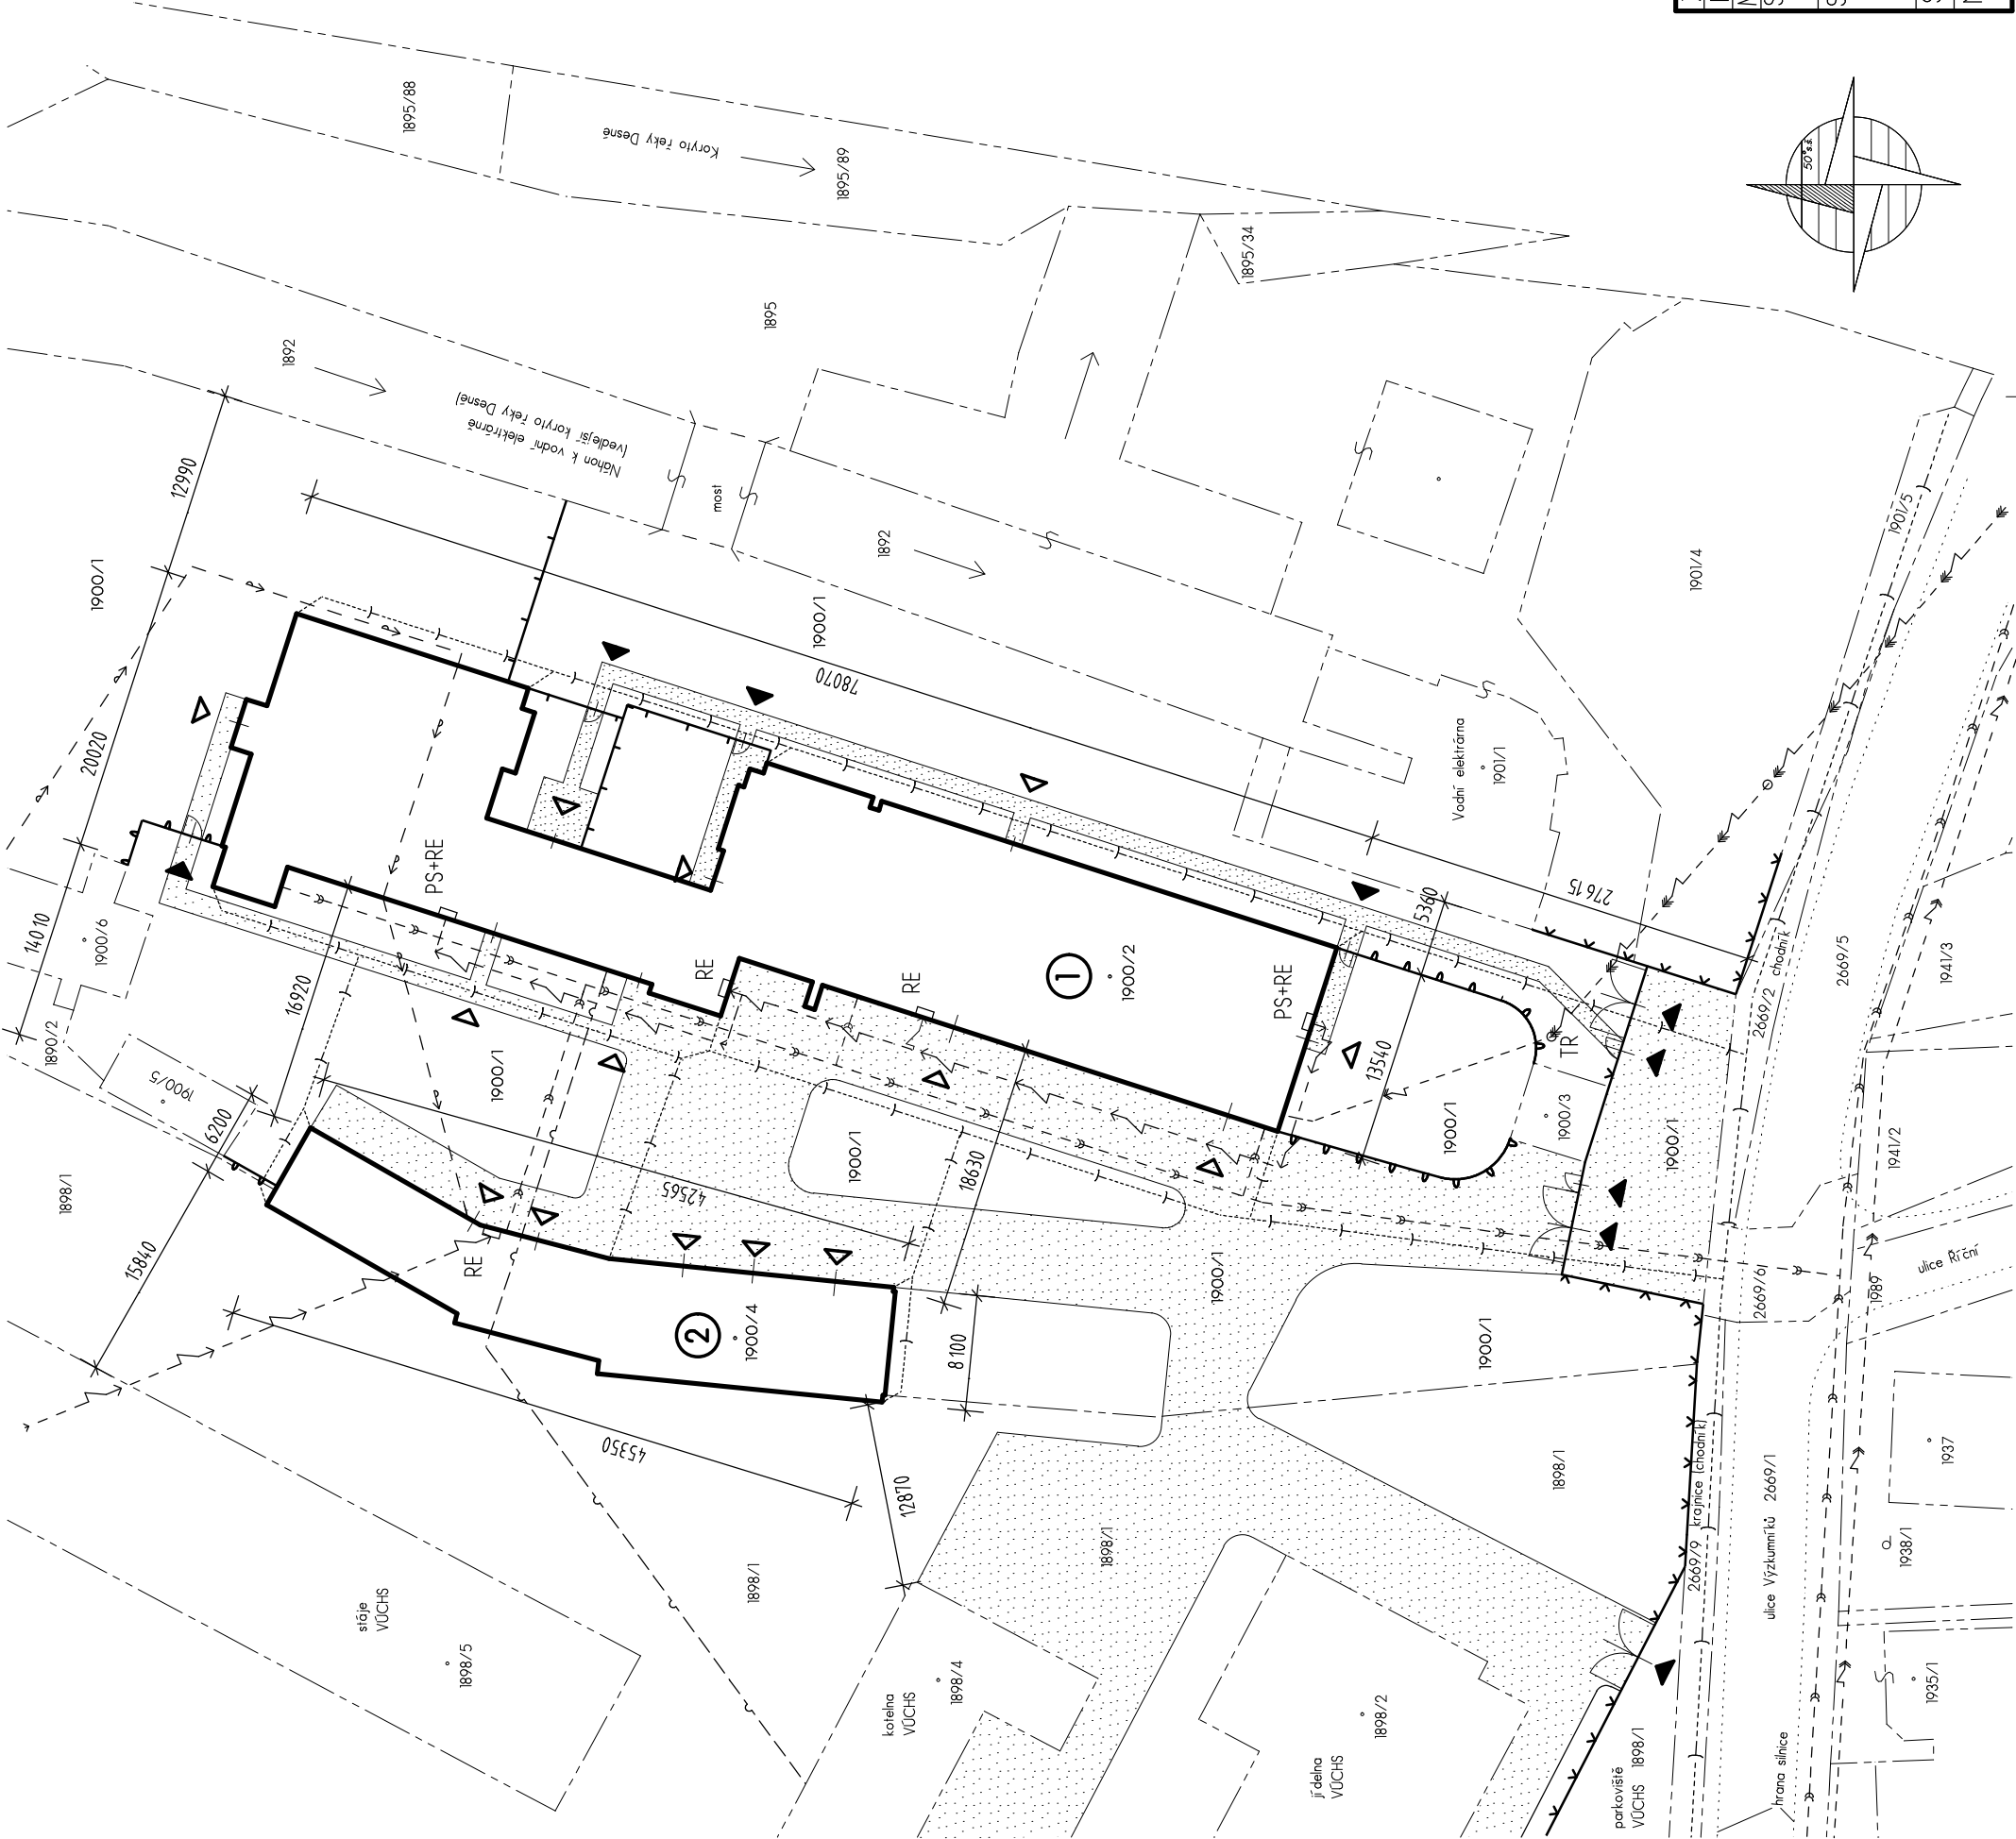 1895/88
Koryto řeky Desné
1895/89
50°s.š.
1895/34
1895
1892
Náhon k vodní elektrárně
(vedlejší koryto řeky Desné)
12990
most
1892
1900/1
1900/1
78070
1901/4
1901/5
20020
Vodní elektrárna
1901/1
14010
1900/6
PS+RE
16920
RE
RE
1
1900/2
PS+RE
5360
27615
chodník
2669/2
2669/5
1941/3
1890/2
1900/5
6200
1900/1
13540
TR
1900/3
1900/1
1900/1
1941/2
1898/1
15840
42565
1900/1
18630
RE
1900/1
2669/6
1989
ulice Říční
2
1900/4
8100
1900/1
45350
12870
1898/1
2669/9 krajnice (chodník)
ulice Výzkumníků 2669/1
1937
1938/1
1898/1
1898/1
stáje
VÚCHS
1898/5
kotelna
VÚCHS
1898/4
1898/2
jídelna
VÚCHS
parkoviště
VÚCHS 1898/1
hrana silnice
1935/1